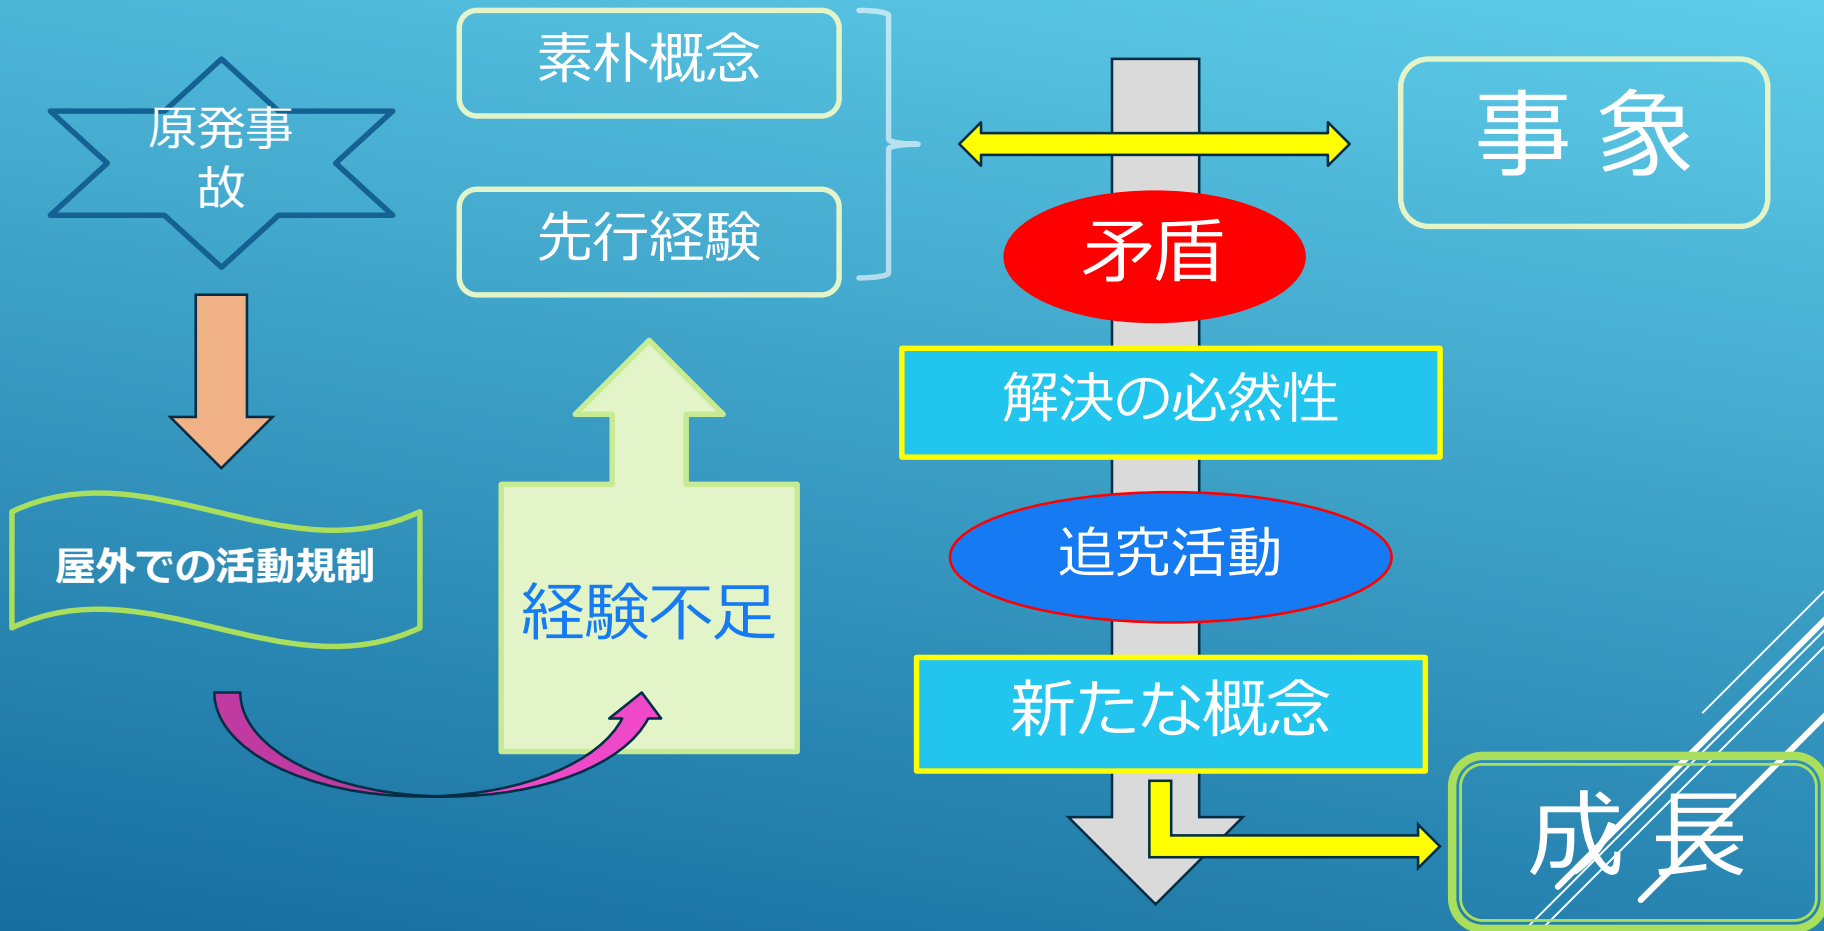 原発事
故
屋外での活動規制
素朴概念
先行経験
経験不足
事 象
矛盾
解決の必然性
追究活動
新たな概念
成 長